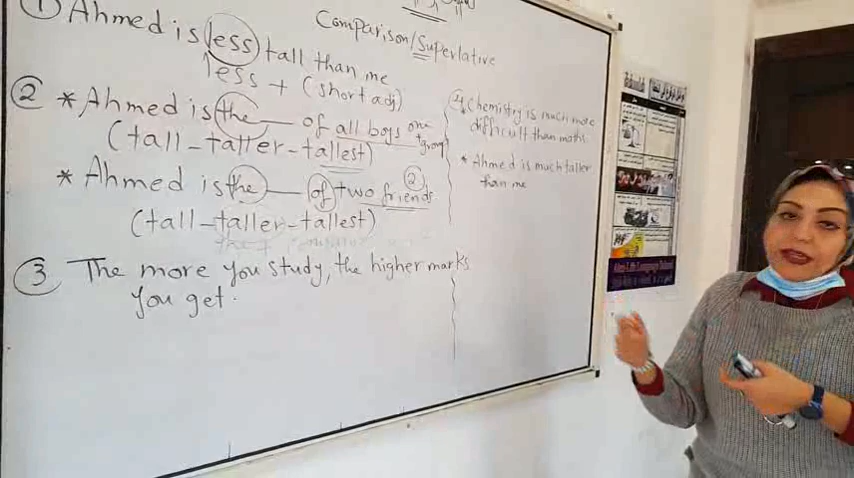 Comparison/Superlative
① Ahmed is less tall than me
less + (short adj)
② * Ahmed is the ___ of all boys one group
(tall-taller-tallest)
* Ahmed is the ___ of two friends. ②
(tall-taller-tallest)
③ The more you study, the higher marks
you get.
④ * Chemistry is much more
difficult than maths.
* Ahmed is much taller
than me